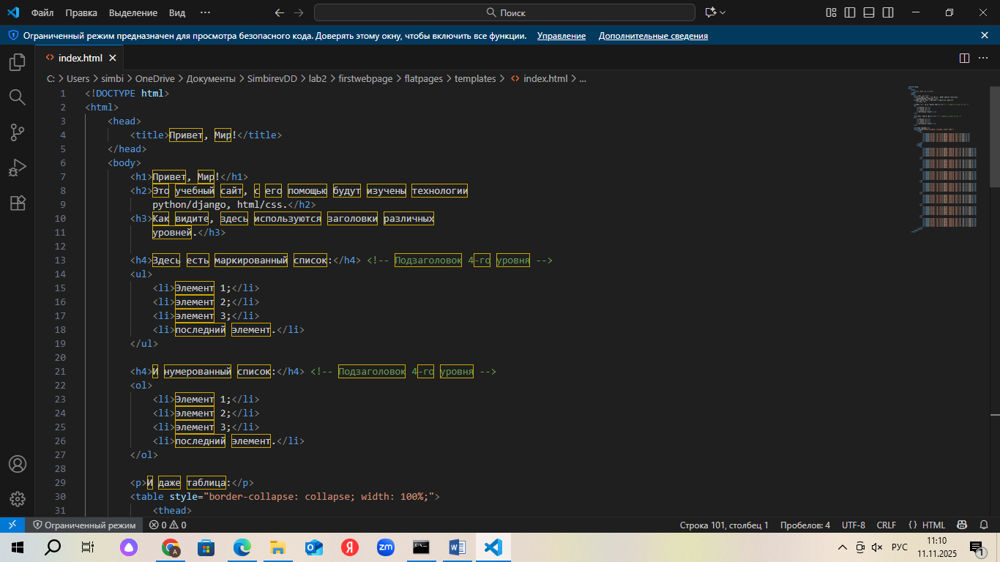 Файл Правка Выделение Вид ··· Поиск
Ограниченный режим предназначен для просмотра безопасного кода. Доверять этому окну, чтобы включить все функции. Управление Дополнительные сведения
index.html
C: > Users > simbi > OneDrive > Документы > SimbirevDD > lab2 > firstwebpage > flatpages > templates > index.html > ...
1 <!DOCTYPE html>
2 <html>
3 <head>
4 <title>Привет, Мир!</title>
5 </head>
6 <body>
7 <h1>Привет, Мир!</h1>
8 <h2>Это учебный сайт, с его помощью будут изучены технологии
9 python/django, html/css.</h2>
10 <h3>Как видите, здесь используются заголовки различных
11 уровней.</h3>
12
13 <h4>Здесь есть маркированный список:</h4> <!-- Подзаголовок 4-го уровня -->
14 <ul>
15 <li>Элемент 1;</li>
16 <li>элемент 2;</li>
17 <li>элемент 3;</li>
18 <li>последний элемент.</li>
19 </ul>
20
21 <h4>И нумерованный список:</h4> <!-- Подзаголовок 4-го уровня -->
22 <ol>
23 <li>Элемент 1;</li>
24 <li>элемент 2;</li>
25 <li>элемент 3;</li>
26 <li>последний элемент.</li>
27 </ol>
28
29 <p>И даже таблица:</p>
30 <table style="border-collapse: collapse; width: 100%;">
31 <thead>
Ограниченный режим 0 0 Строка 101, столбец 1 Пробелов: 4 UTF-8 CRLF {} HTML
A Я zm W РУС 11:10
11.11.2025 1